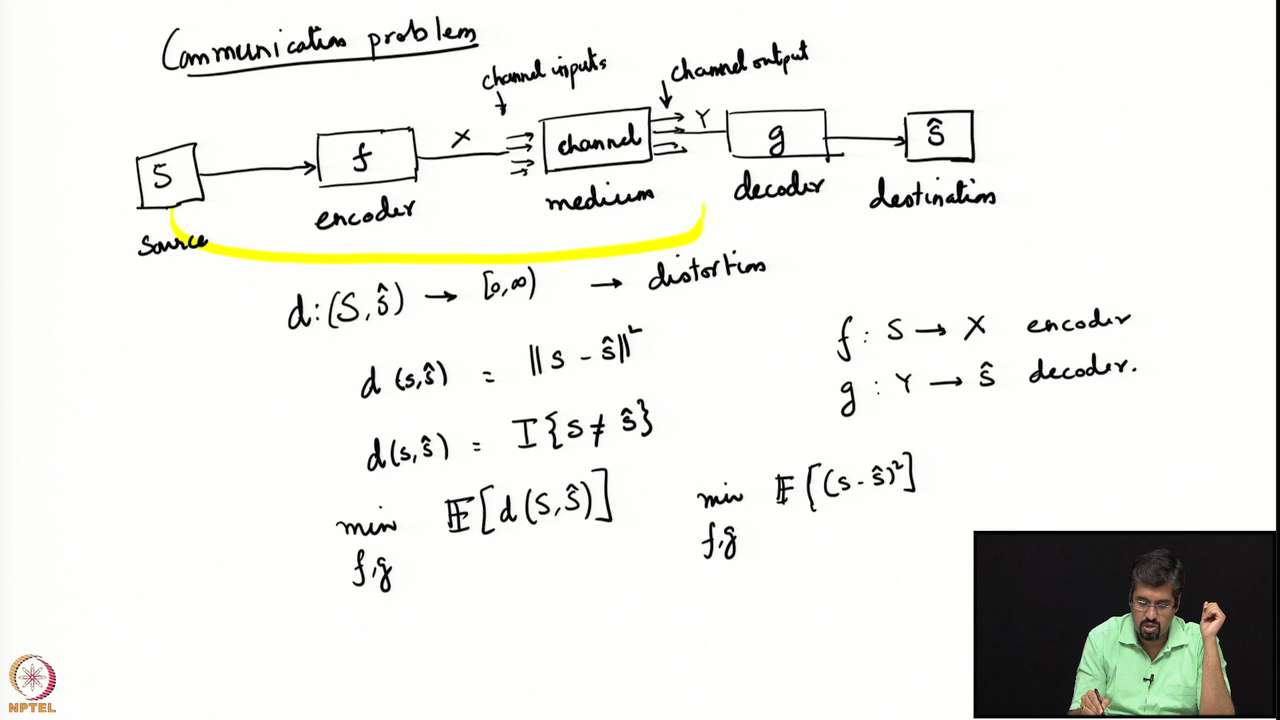 Communication problem
channel inputs
channel output
S → f X channel Y g → ŝ
encoder
medium
decoder
destination
source
d : (S, ŝ) → [0, ∞) → distortion
d (s, ŝ) = || s - ŝ ||²
f : S → X encoder
g : Y → ŝ decoder.
d(s, ŝ) = I{s ≠ ŝ}
min E[d(S, ŝ)]
f,g
min E[(s - ŝ)²]
f,g
NPTEL